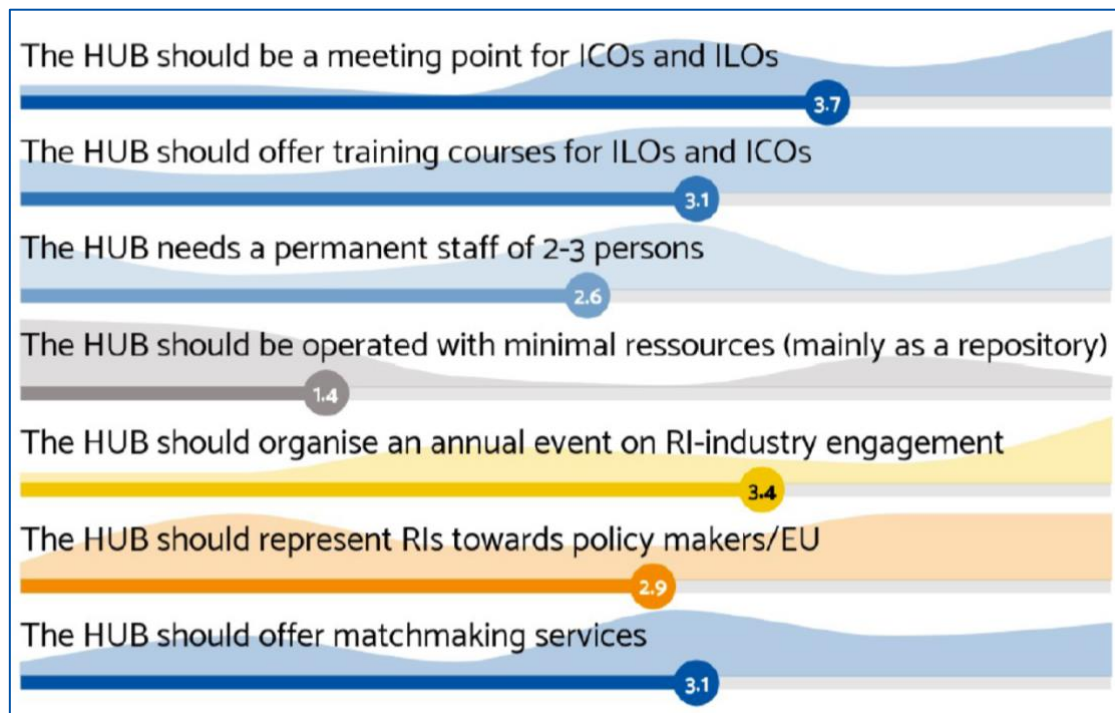 The HUB should be a meeting point for ICOs and ILOs
3.7
The HUB should offer training courses for ILOs and ICOs
3.1
The HUB needs a permanent staff of 2-3 persons
2.6
The HUB should be operated with minimal ressources (mainly as a repository)
1.4
The HUB should organise an annual event on RI-industry engagement
3.4
The HUB should represent RIs towards policy makers/EU
2.9
The HUB should offer matchmaking services
3.1